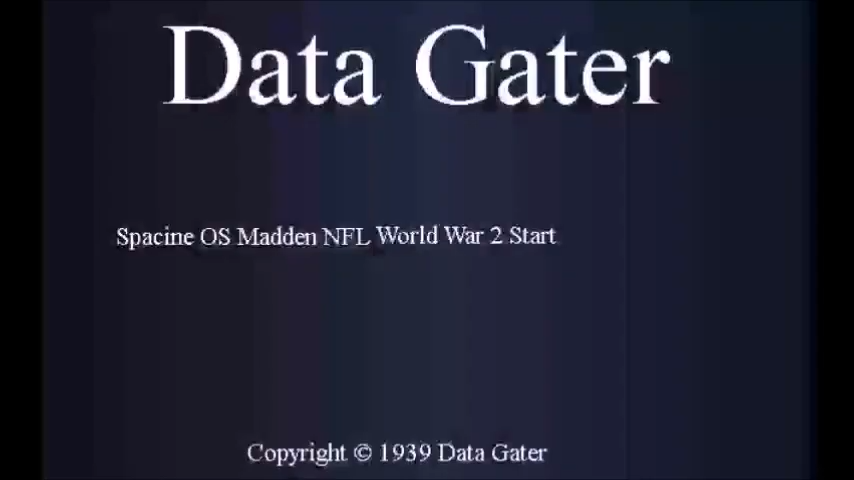 Data Gater
Spacine OS Madden NFL World War 2 Start
Copyright © 1939 Data Gater